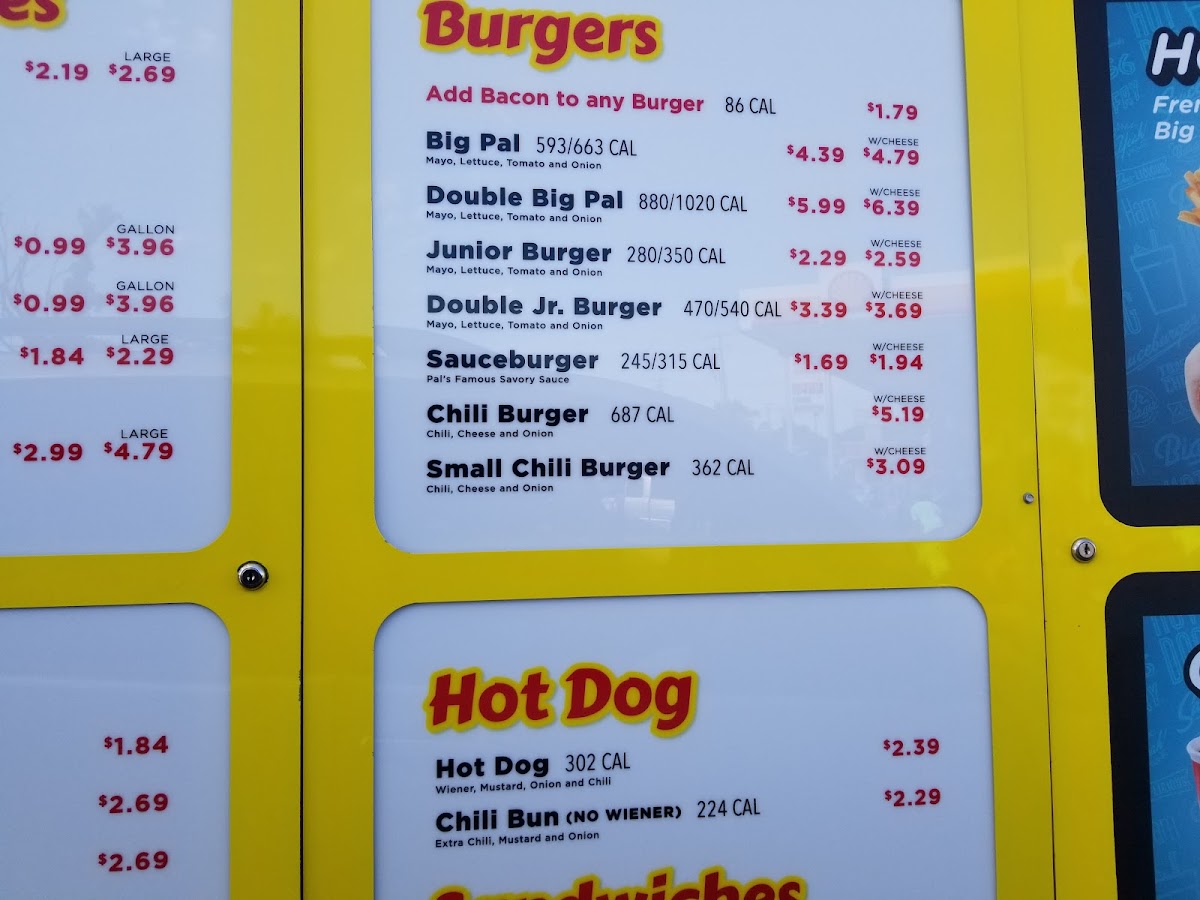 es
LARGE
$2.19 $2.69
GALLON
$0.99 $3.96
GALLON
$0.99 $3.96
LARGE
$1.84 $2.29
LARGE
$2.99 $4.79
$1.84
$2.69
$2.69
Burgers
Add Bacon to any Burger 86 CAL $1.79
W/CHEESE
Big Pal 593/663 CAL $4.39 $4.79
Mayo, Lettuce, Tomato and Onion
W/CHEESE
Double Big Pal 880/1020 CAL $5.99 $6.39
Mayo, Lettuce, Tomato and Onion
W/CHEESE
Junior Burger 280/350 CAL $2.29 $2.59
Mayo, Lettuce, Tomato and Onion
W/CHEESE
Double Jr. Burger 470/540 CAL $3.39 $3.69
Mayo, Lettuce, Tomato and Onion
W/CHEESE
Sauceburger 245/315 CAL $1.69 $1.94
Pal's Famous Savory Sauce
W/CHEESE
Chili Burger 687 CAL $5.19
Chili, Cheese and Onion
W/CHEESE
Small Chili Burger 362 CAL $3.09
Chili, Cheese and Onion
Hot Dog
Hot Dog 302 CAL $2.39
Wiener, Mustard, Onion and Chili
Chili Bun (NO WIENER) 224 CAL $2.29
Extra Chili, Mustard and Onion
Sandwiches
H
Fren
Big